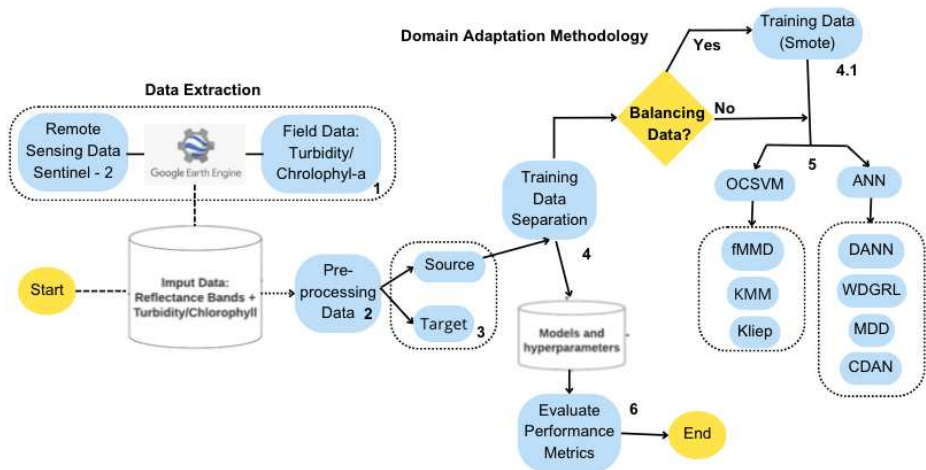 Domain Adaptation Methodology
Yes
Training Data
(Smote)
4.1
Balancing
Data?
No
Data Extraction
Remote
Sensing Data
Sentinel - 2
Google Earth Engine
Field Data:
Turbidity/
Chrolophyl-a
1
5
OCSVM
ANN
Training
Data
Separation
4
fMMD
KMM
Kliep
DANN
WDGRL
MDD
CDAN
Start
Imput Data:
Reflectance Bands +
Turbidity/Chlorophyll
Pre-
processing
Data
2
Source
Target
3
Models and
hyperparameters
Evaluate
Performance
Metrics
6
End